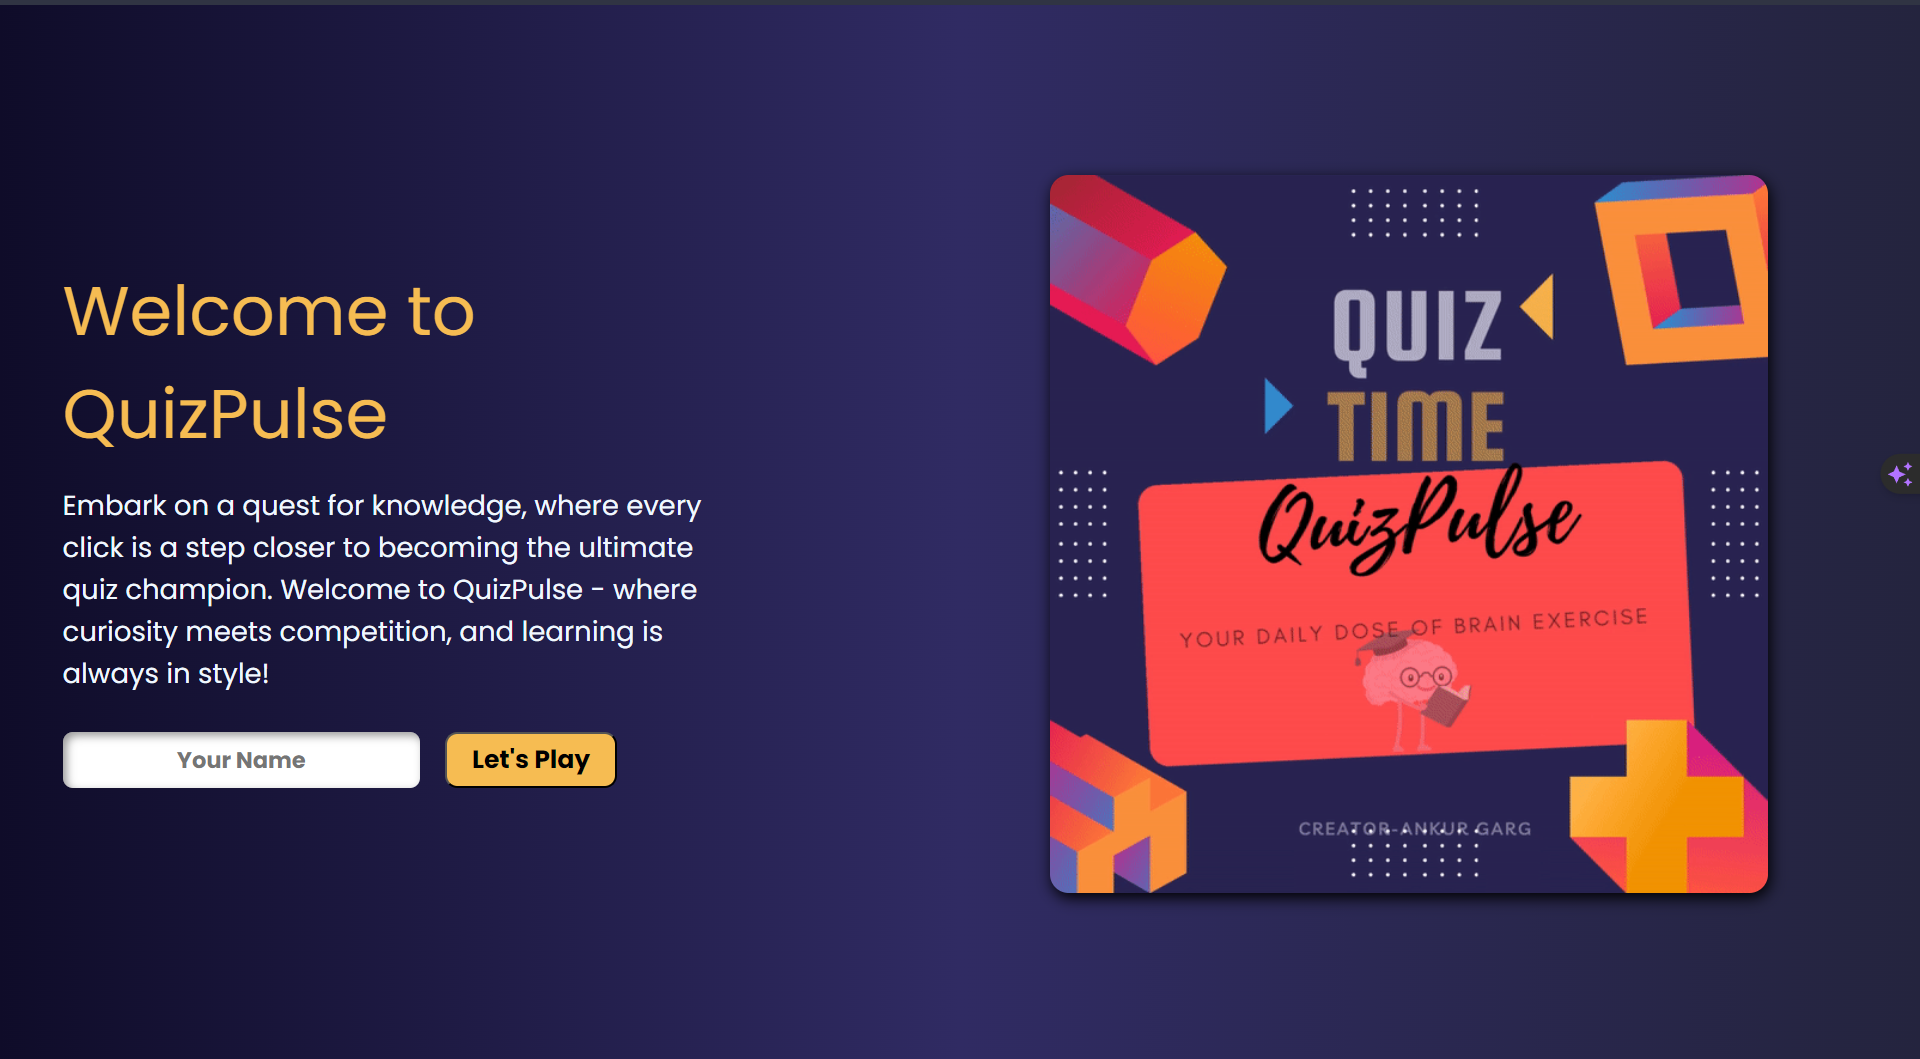 Welcome to
QuizPulse
Embark on a quest for knowledge, where every
click is a step closer to becoming the ultimate
quiz champion. Welcome to QuizPulse - where
curiosity meets competition, and learning is
always in style!
Your Name
Let's Play
QUIZ
TIME
QuizPulse
YOUR DAILY DOSE OF BRAIN EXERCISE
CREATOR-ANKUR GARG